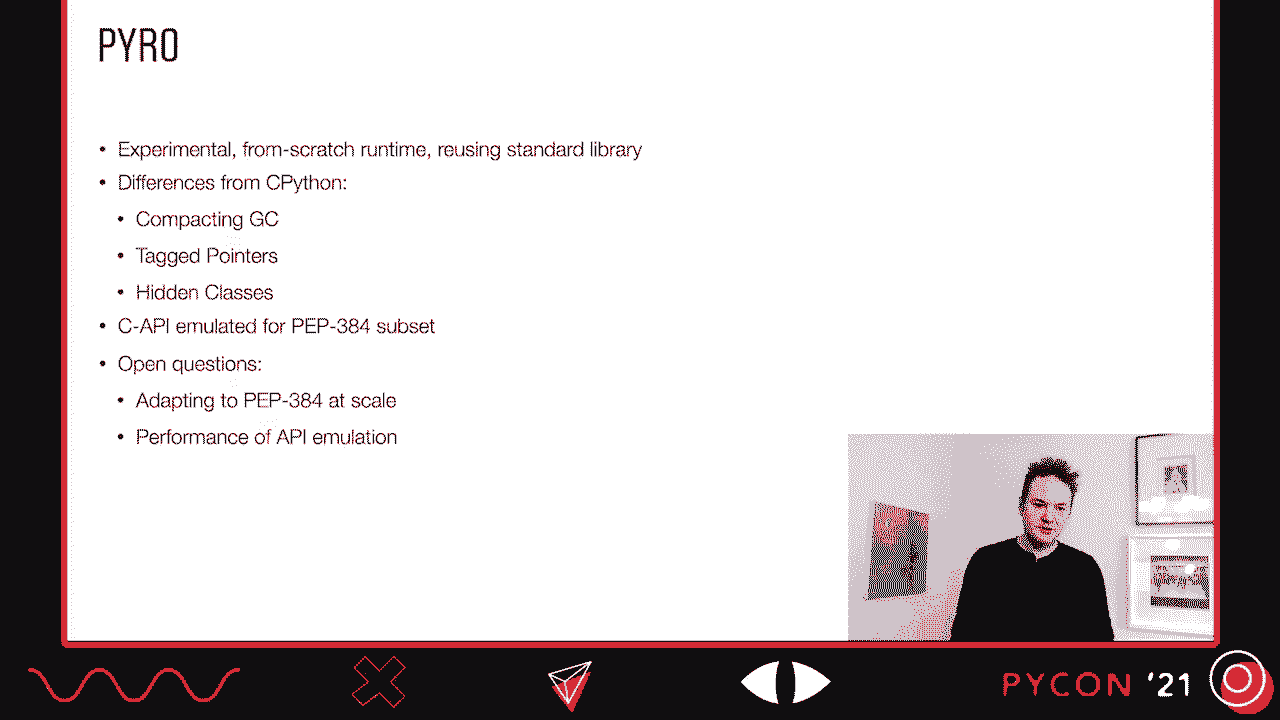 PYRO
• Experimental, from-scratch runtime, reusing standard library
• Differences from CPython:
• Compacting GC
• Tagged Pointers
• Hidden Classes
• C-API emulated for PEP-384 subset
• Open questions:
• Adapting to PEP-384 at scale
• Performance of API emulation
PYCON '21